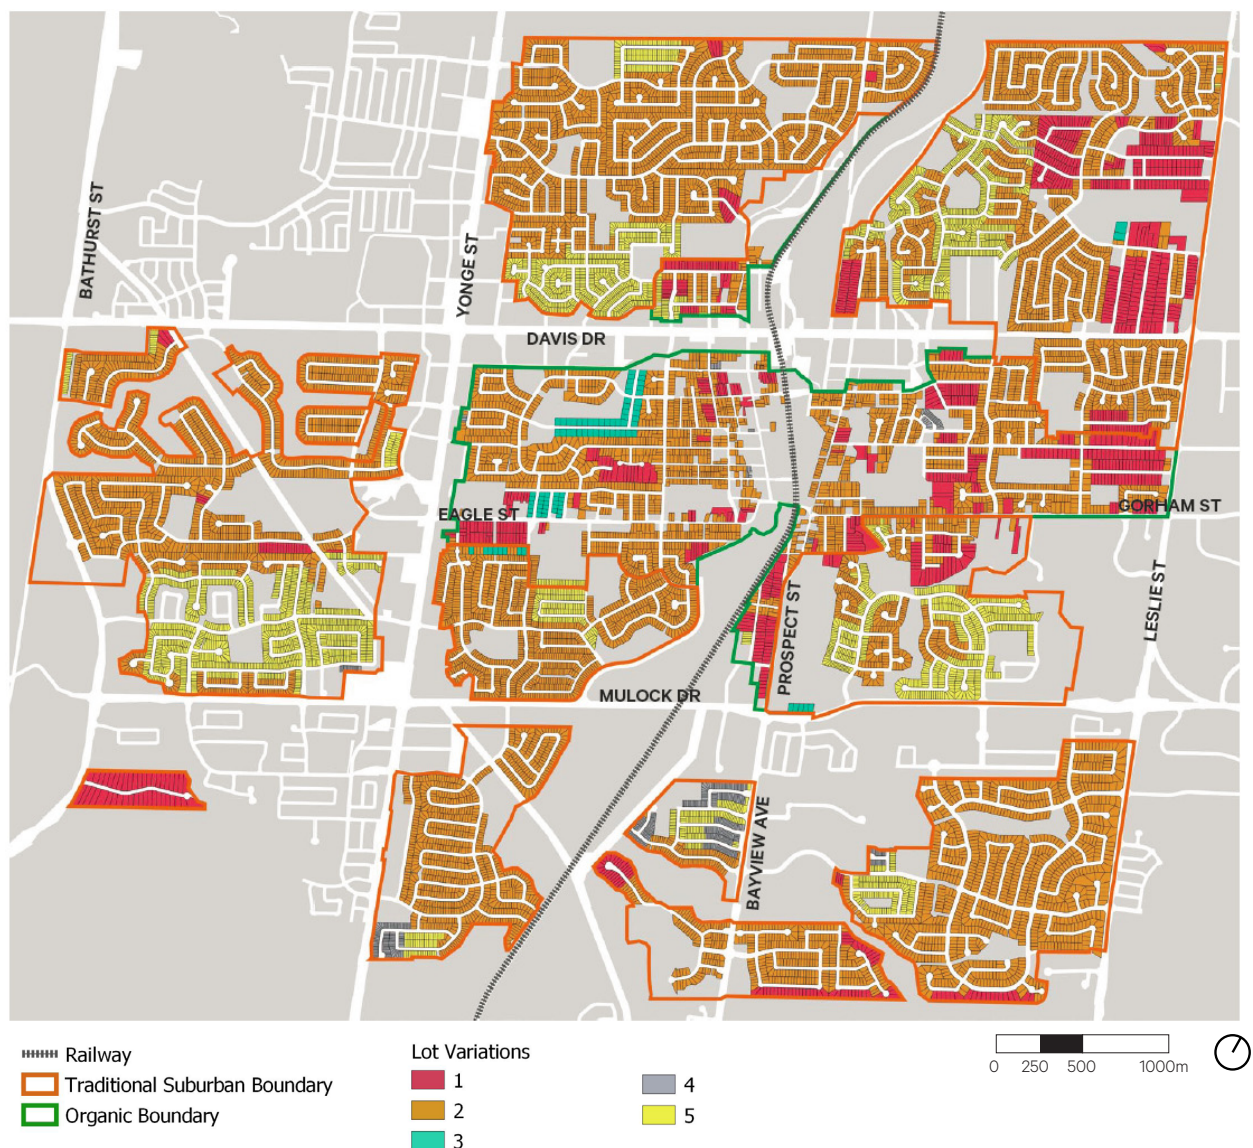 BATHURST ST
YONGE ST
DAVIS DR
EAGLE ST
GORHAM ST
LESLIE ST
PROSPECT ST
MULOCK DR
BAYVIEW AVE
Railway
Traditional Suburban Boundary
Organic Boundary
Lot Variations
1
2
3
4
5
0 250 500 1000m